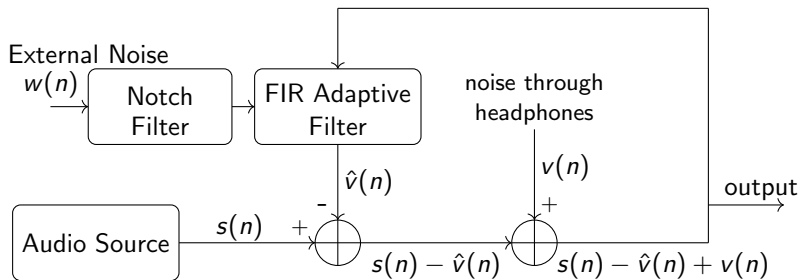 External Noise
w(n)
Notch
Filter
FIR Adaptive
Filter
noise through
headphones
v̂(n)
v(n)
output
-
+
Audio Source
s(n)
+
s(n) − v̂(n)
s(n) − v̂(n) + v(n)